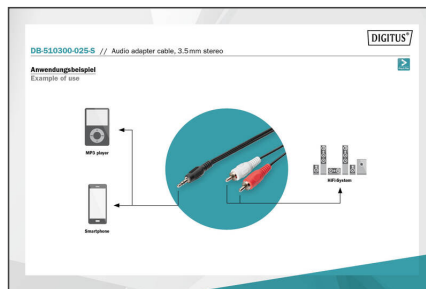 DIGITUS®
DB-510300-025-S // Audio adapter cable, 3.5mm stereo
Anwendungsbeispiel
Example of use
MP3 player
Smartphone
HiFi-System